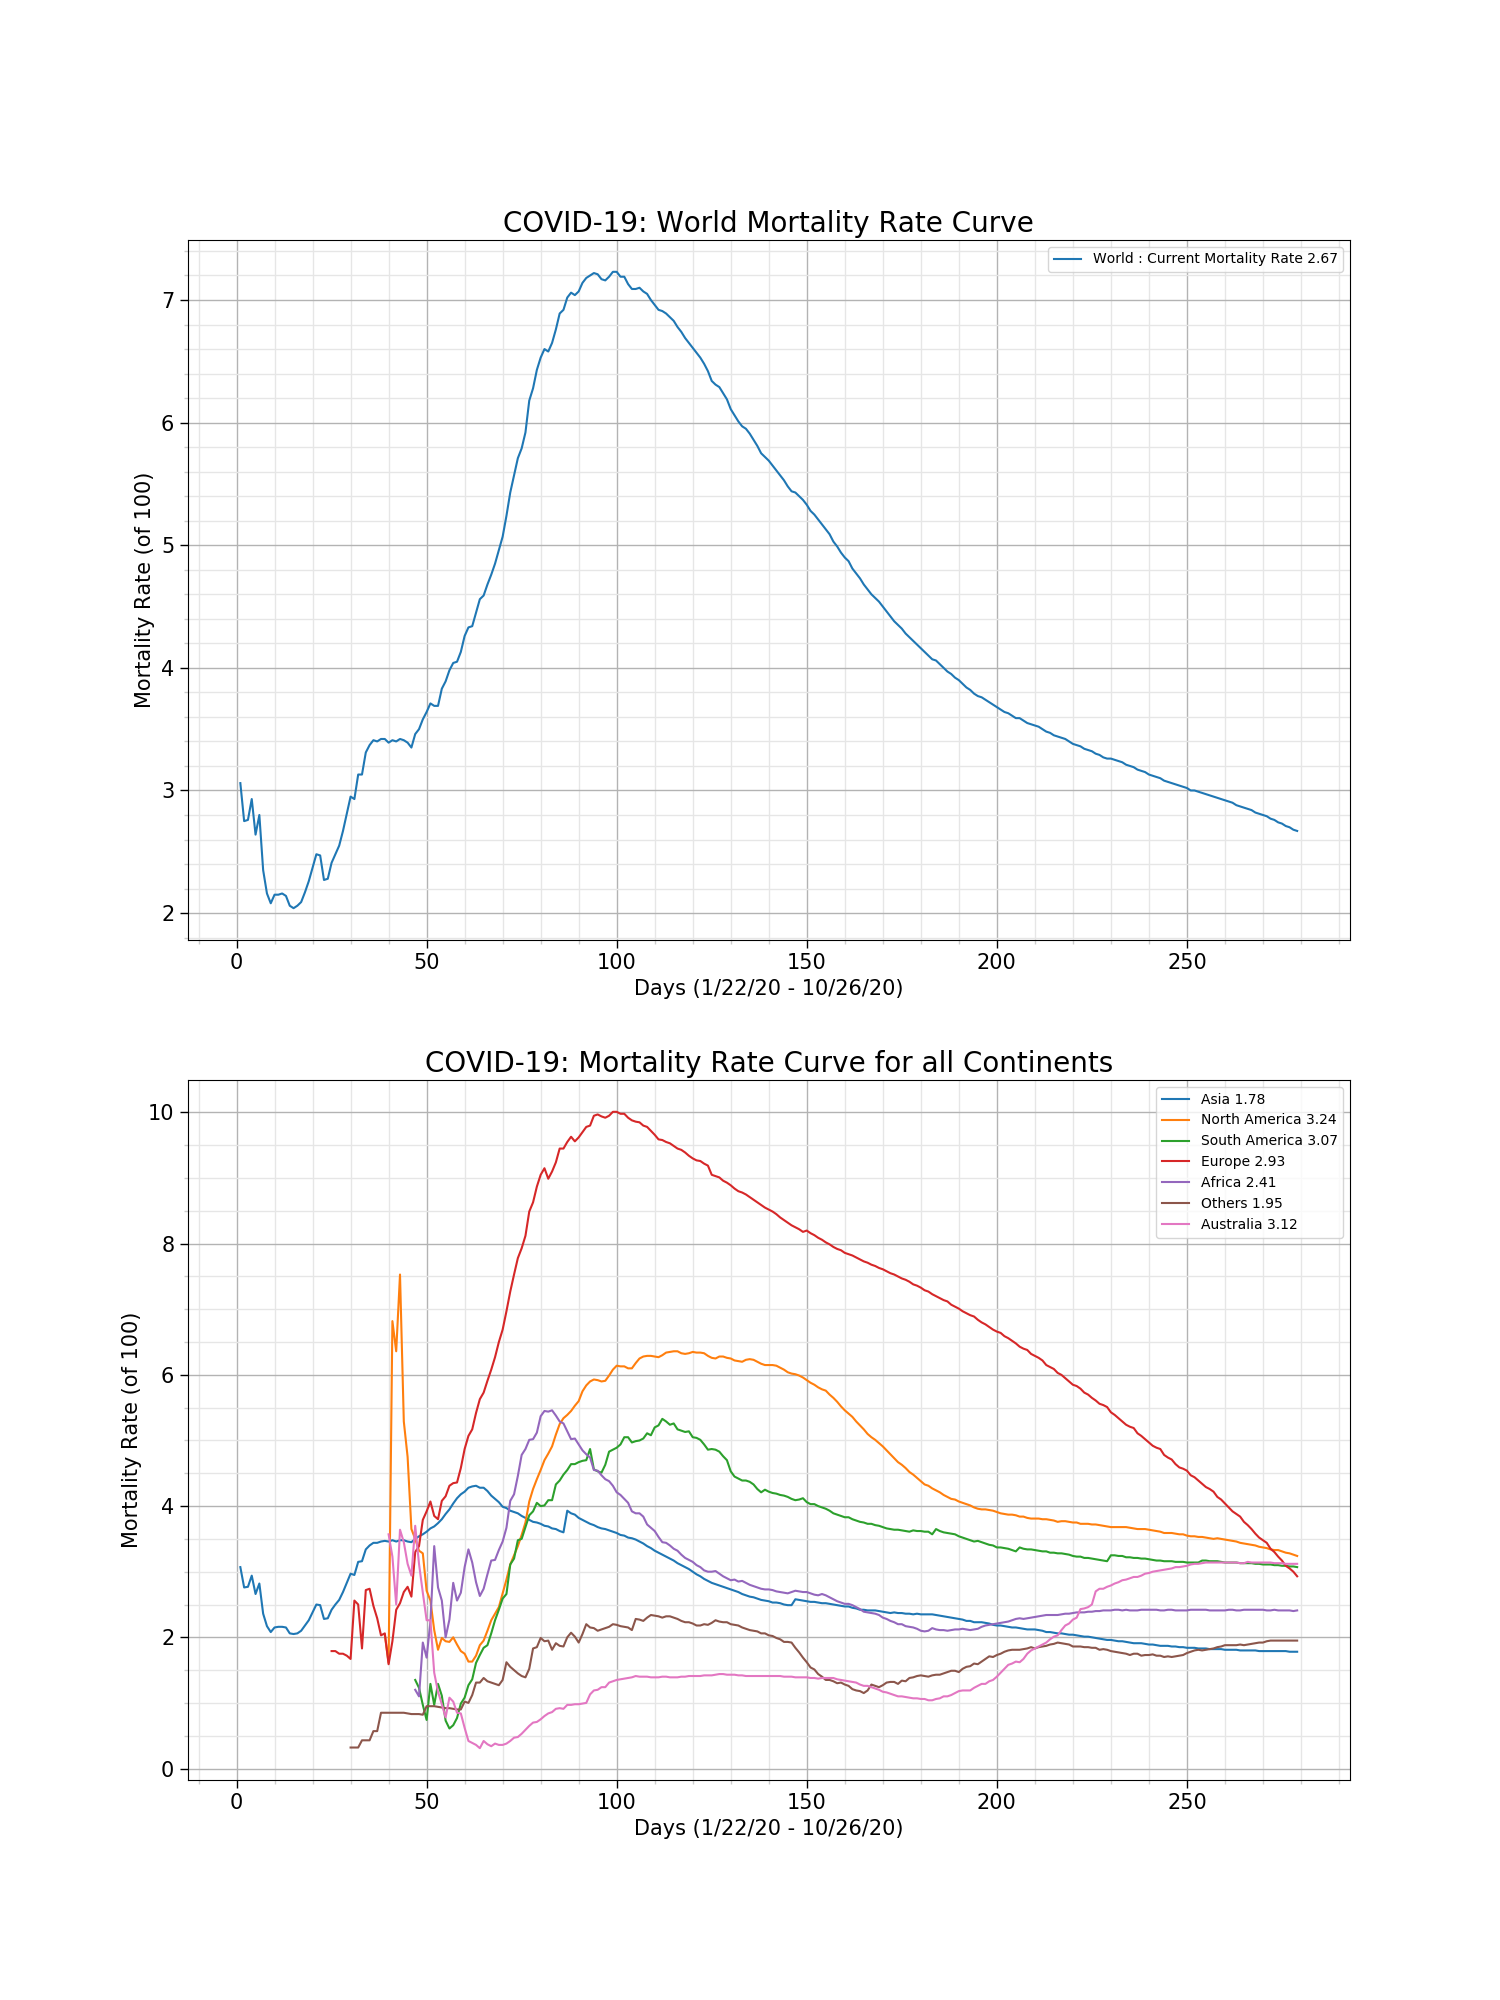 COVID-19: World Mortality Rate Curve
World : Current Mortality Rate 2.67
Mortality Rate (of 100)
7
6
5
4
3
2
0 50 100 150 200 250
Days (1/22/20 - 10/26/20)
COVID-19: Mortality Rate Curve for all Continents
Asia 1.78
North America 3.24
South America 3.07
Europe 2.93
Africa 2.41
Others 1.95
Australia 3.12
Mortality Rate (of 100)
10
8
6
4
2
0
0 50 100 150 200 250
Days (1/22/20 - 10/26/20)